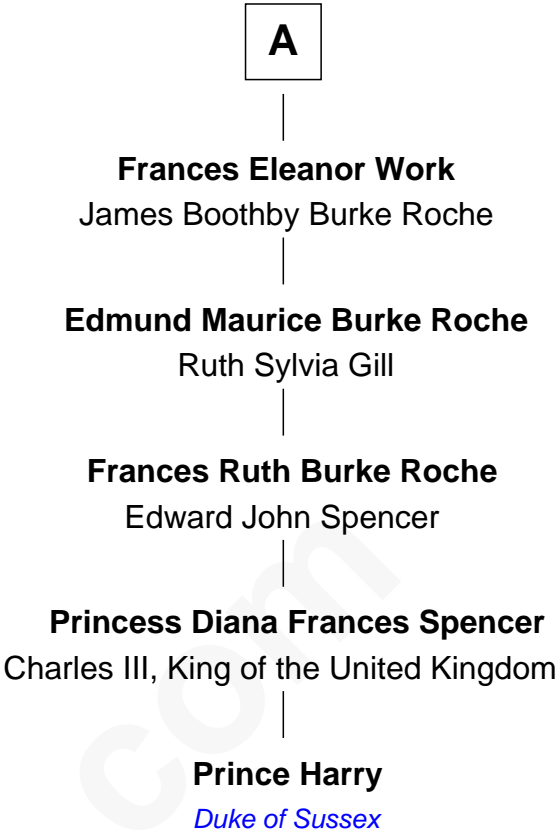 A
Frances Eleanor Work
James Boothby Burke Roche
Edmund Maurice Burke Roche
Ruth Sylvia Gill
Frances Ruth Burke Roche
Edward John Spencer
Princess Diana Frances Spencer
Charles III, King of the United Kingdom
Prince Harry
Duke of Sussex
com